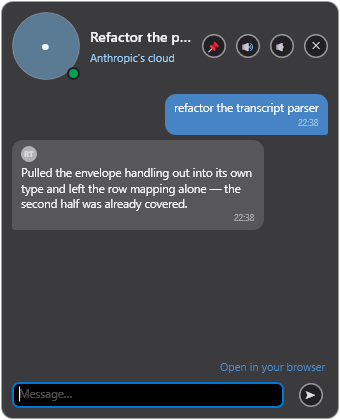 Refactor the p...
Anthropic's cloud
refactor the transcript parser
22:38
RT
Pulled the envelope handling out into its own
type and left the row mapping alone — the
second half was already covered.
22:38
Open in your browser
Message...